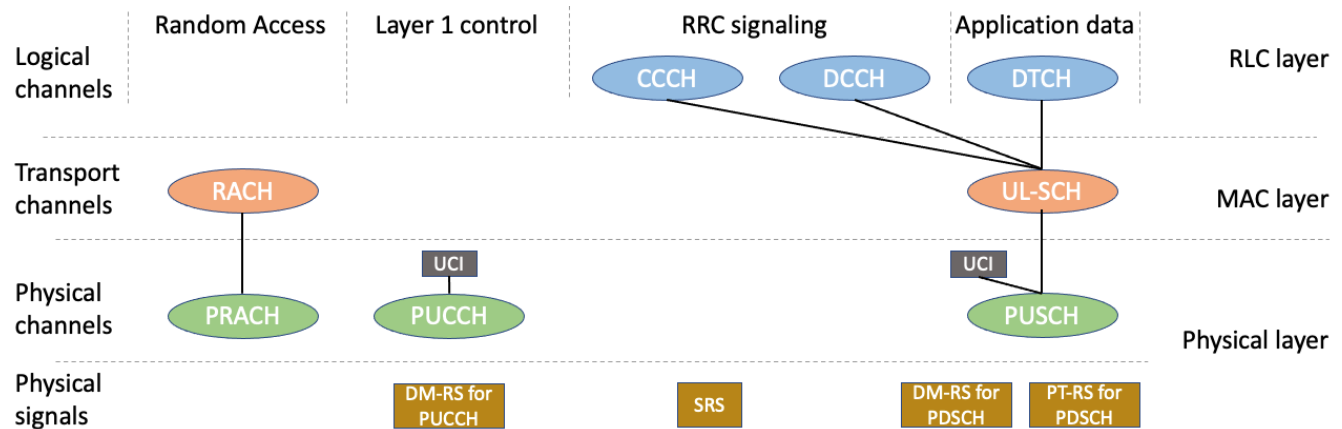 Random Access
Layer 1 control
RRC signaling
Application data
Logical
channels
CCCH
DCCH
DTCH
RLC layer
Transport
channels
RACH
UL-SCH
MAC layer
UCI
UCI
Physical
channels
PRACH
PUCCH
PUSCH
Physical layer
Physical
signals
DM-RS for
PUCCH
SRS
DM-RS for
PDSCH
PT-RS for
PDSCH